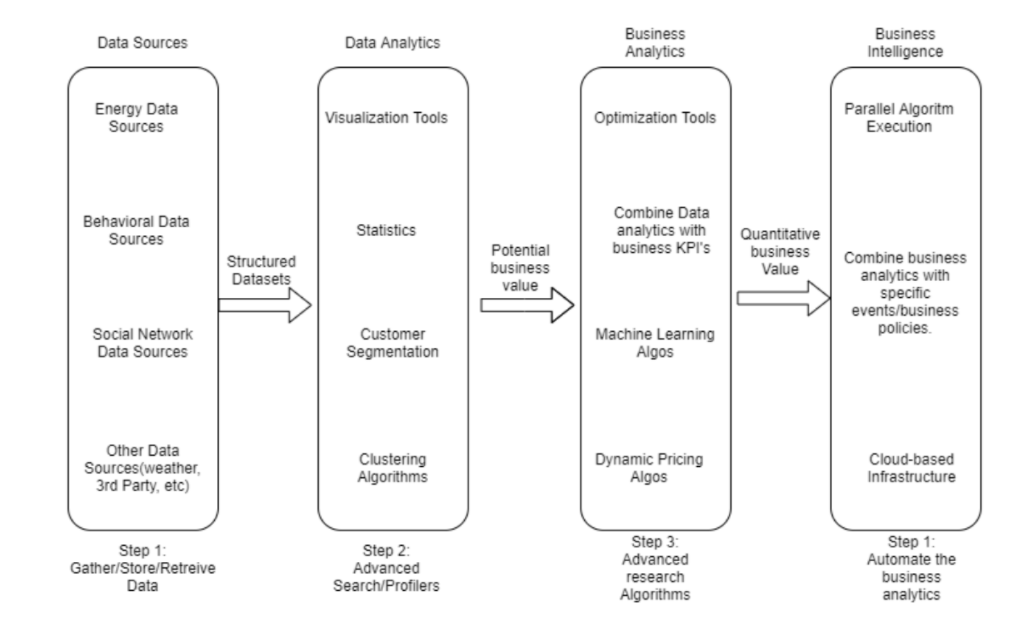 Data Sources
Energy Data
Sources
Behavioral Data
Sources
Social Network
Data Sources
Other Data
Sources(weather,
3rd Party, etc)
Step 1:
Gather/Store/Retreive
Data
Structured
Datasets
Data Analytics
Visualization Tools
Statistics
Customer
Segmentation
Clustering
Algorithms
Step 2:
Advanced
Search/Profilers
Potential
business
value
Business
Analytics
Optimization Tools
Combine Data
analytics with
business KPI's
Machine Learning
Algos
Dynamic Pricing
Algos
Step 3:
Advanced
research
Algorithms
Quantitative
business
Value
Business
Intelligence
Parallel Algoritm
Execution
Combine business
analytics with
specific
events/business
policies.
Cloud-based
Infrastructure
Step 1:
Automate the
business
analytics